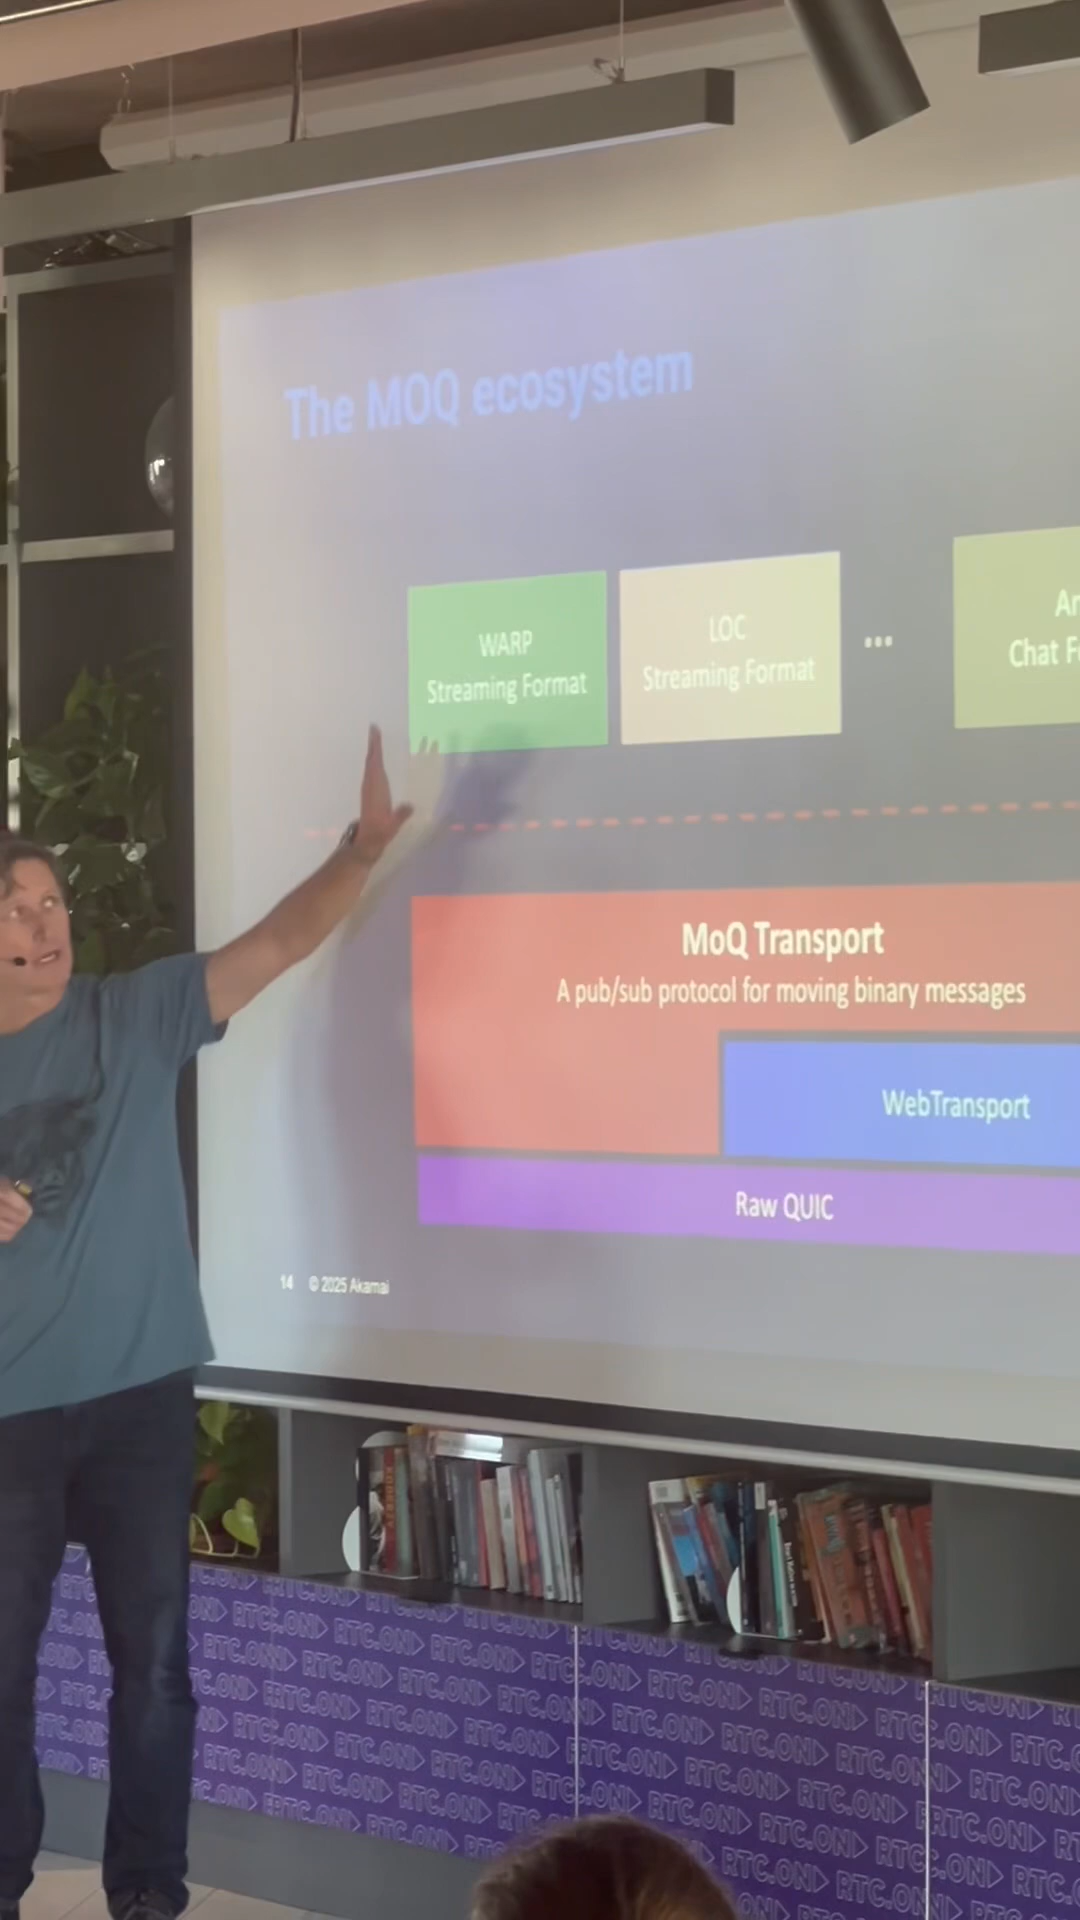 The MOQ ecosystem
WARP
Streaming Format
LOC
Streaming Format
...
Chat
MoQ Transport
A pub/sub protocol for moving binary messages
WebTransport
Raw QUIC
14 © 2025 Akamai
RTC.ON